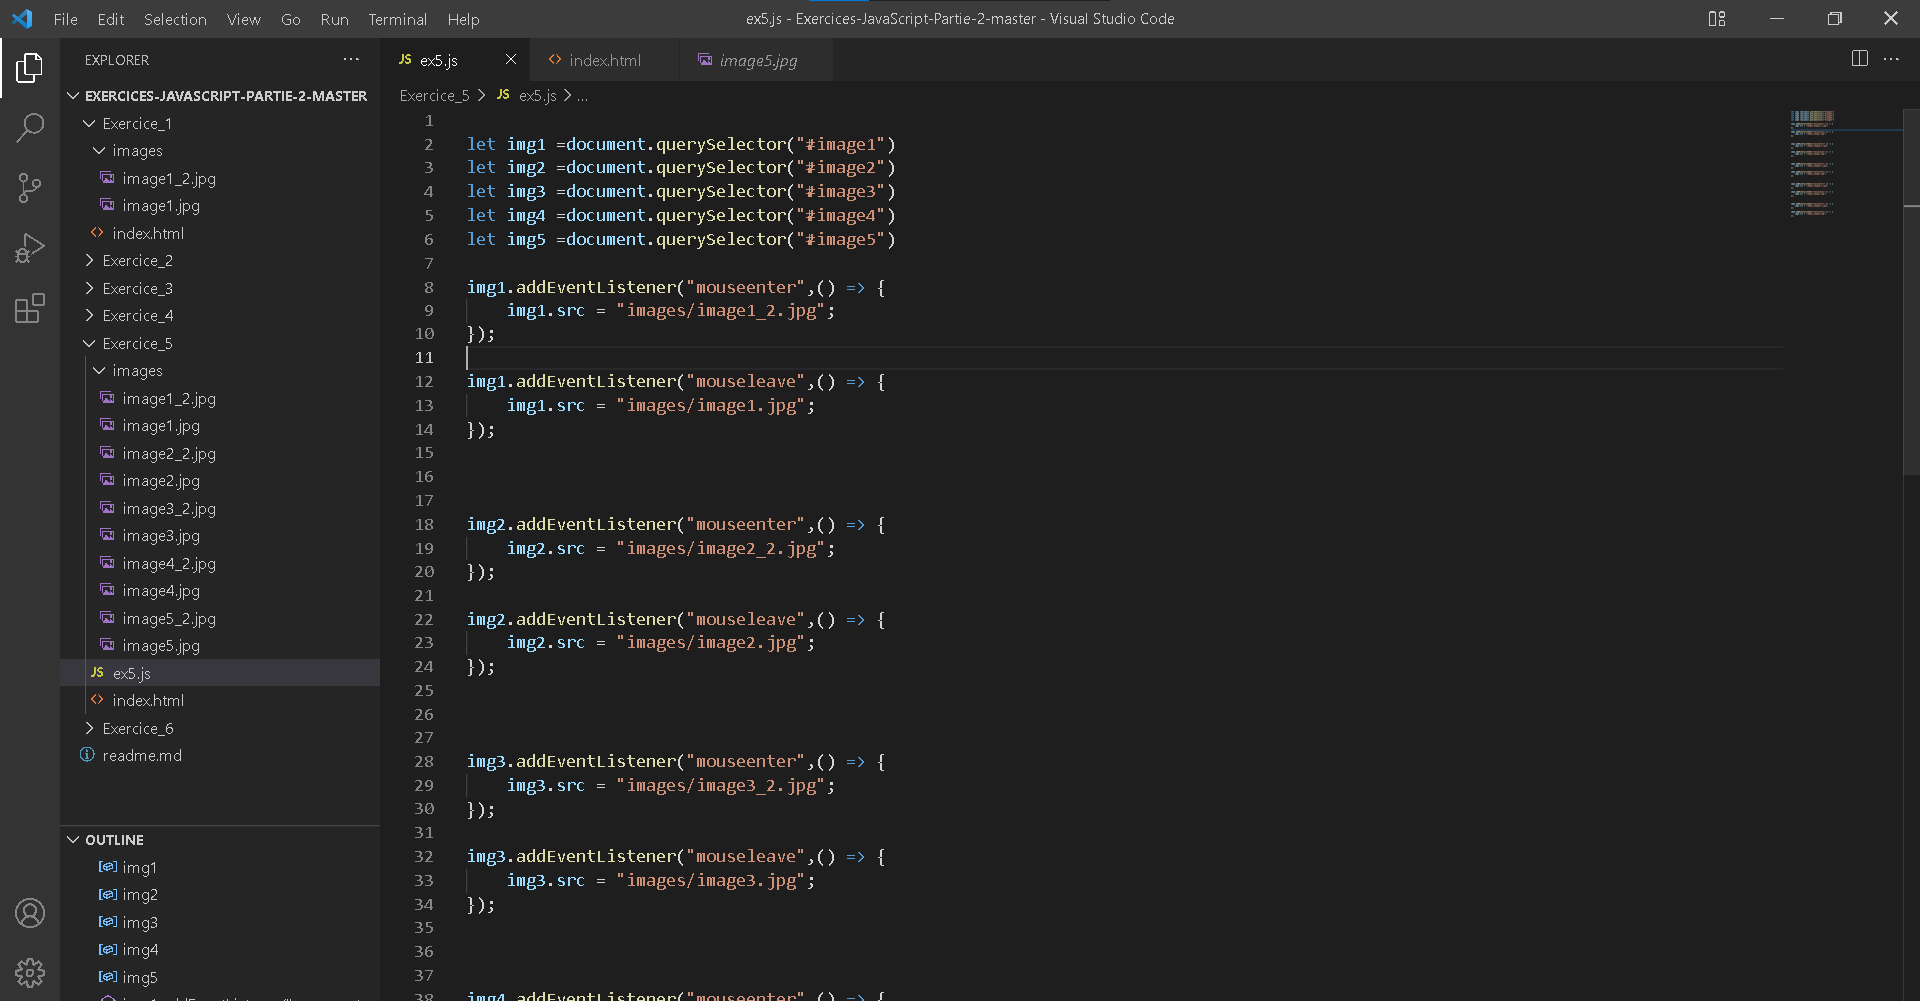 File Edit Selection View Go Run Terminal Help
ex5.js - Exercices-JavaScript-Partie-2-master - Visual Studio Code
EXPLORER
EXERCICES-JAVASCRIPT-PARTIE-2-MASTER
Exercice_1
images
image1_2.jpg
image1.jpg
index.html
Exercice_2
Exercice_3
Exercice_4
Exercice_5
images
image1_2.jpg
image1.jpg
image2_2.jpg
image2.jpg
image3_2.jpg
image3.jpg
image4_2.jpg
image4.jpg
image5_2.jpg
image5.jpg
JS ex5.js
index.html
Exercice_6
readme.md
OUTLINE
img1
img2
img3
img4
img5
JS ex5.js
index.html
image5.jpg
Exercice_5 > JS ex5.js > ...
1
2 let img1 =document.querySelector("#image1")
3 let img2 =document.querySelector("#image2")
4 let img3 =document.querySelector("#image3")
5 let img4 =document.querySelector("#image4")
6 let img5 =document.querySelector("#image5")
7
8 img1.addEventListener("mouseenter",() => {
9     img1.src = "images/image1_2.jpg";
10 });
11
12 img1.addEventListener("mouseleave",() => {
13     img1.src = "images/image1.jpg";
14 });
15
16
17
18 img2.addEventListener("mouseenter",() => {
19     img2.src = "images/image2_2.jpg";
20 });
21
22 img2.addEventListener("mouseleave",() => {
23     img2.src = "images/image2.jpg";
24 });
25
26
27
28 img3.addEventListener("mouseenter",() => {
29     img3.src = "images/image3_2.jpg";
30 });
31
32 img3.addEventListener("mouseleave",() => {
33     img3.src = "images/image3.jpg";
34 });
35
36
37
38 img4.addEventListener("mouseenter",() => {